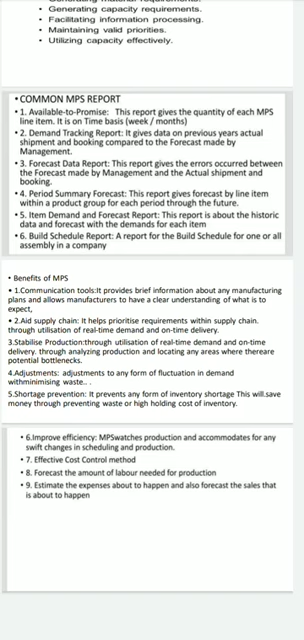 Generating material requirements.
• Generating capacity requirements.
• Facilitating information processing.
• Maintaining valid priorities.
• Utilizing capacity effectively.
• COMMON MPS REPORT
• 1. Available-to-Promise: This report gives the quantity of each MPS
line item. It is on Time basis (week / months)
• 2. Demand Tracking Report: It gives data on previous years actual
shipment and booking compared to the Forecast made by
Management.
• 3. Forecast Data Report: This report gives the errors occurred between
the Forecast made by Management and the Actual shipment and
booking.
• 4. Period Summary Forecast: This report gives forecast by line item
within a product group for each period through the future.
• 5. Item Demand and Forecast Report: This report is about the historic
data and forecast with the demands for each item
• 6. Build Schedule Report: A report for the Build Schedule for one or all
assembly in a company
• Benefits of MPS
• 1.Communication tools:It provides brief information about any manufacturing
plans and allows manufacturers to have a clear understanding of what is to
expect,
• 2.Aid supply chain: It helps prioritise requirements within supply chain.
through utilisation of real-time demand and on-time delivery.
3.Stabilise Production:through utilisation of real-time demand and on-time
delivery. through analyzing production and locating any areas where thereare
potential bottlenecks.
4.Adjustments: adjustments to any form of fluctuation in demand
withminimising waste.. .
5.Shortage prevention: It prevents any form of inventory shortage This will.save
money through preventing waste or high holding cost of inventory.
• 6.Improve efficiency: MPSwatches production and accommodates for any
swift changes in scheduling and production.
• 7. Effective Cost Control method
• 8. Forecast the amount of labour needed for production
• 9. Estimate the expenses about to happen and also forecast the sales that
is about to happen